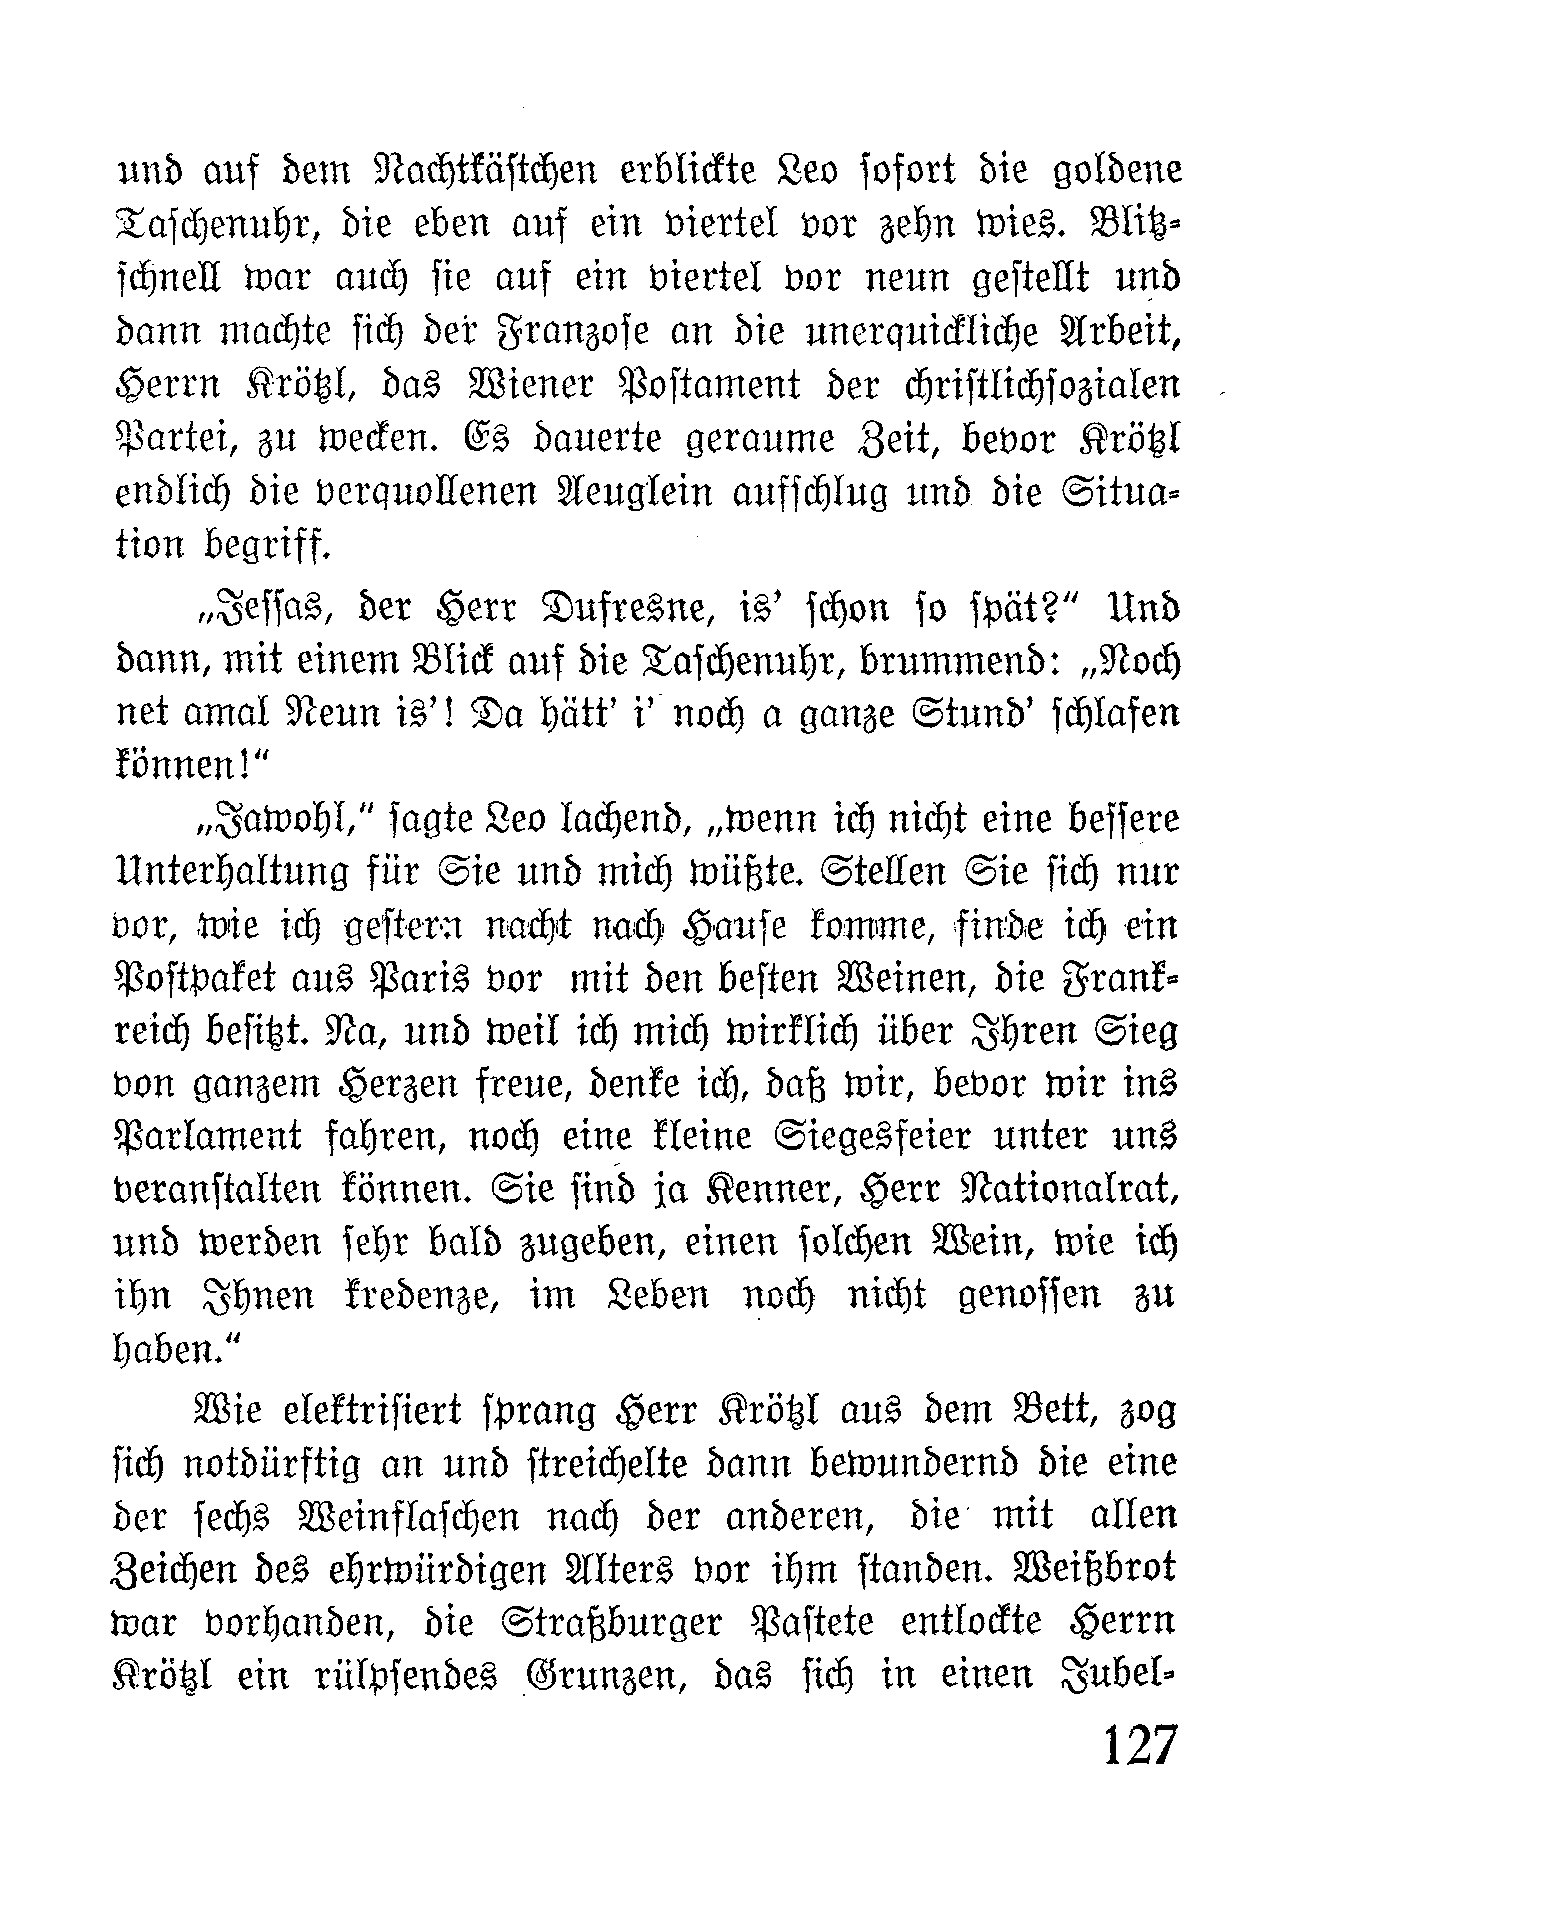 und auf dem Nachtkäſtchen erblickte Leo ſofort die goldene
Taſchenuhr, die eben auf ein viertel vor zehn wies. Blitz-
ſchnell war auch ſie auf ein viertel vor neun geſtellt und
dann machte ſich der Franzoſe an die unerquickliche Arbeit,
Herrn Krötzl, das Wiener Poſtament der chriſtlichſozialen
Partei, zu wecken. Es dauerte geraume Zeit, bevor Krötzl
endlich die verquollenen Aeuglein aufſchlug und die Situa-
tion begriff.
„Jeſſas, der Herr Dufresne, is’ ſchon ſo ſpät?“ Und
dann, mit einem Blick auf die Taſchenuhr, brummend: „Noch
net amal Neun is’! Da hätt’ i’ noch a ganze Stund’ ſchlafen
können!“
„Jawohl,“ ſagte Leo lachend, „wenn ich nicht eine beſſere
Unterhaltung für Sie und mich wüßte. Stellen Sie ſich nur
vor, wie ich geſtern nacht nach Hauſe komme, finde ich ein
Poſtpaket aus Paris vor mit den beſten Weinen, die Frank-
reich beſitzt. Na, und weil ich mich wirklich über Ihren Sieg
von ganzem Herzen freue, denke ich, daß wir, bevor wir ins
Parlament fahren, noch eine kleine Siegesfeier unter uns
veranſtalten können. Sie ſind ja Kenner, Herr Nationalrat,
und werden ſehr bald zugeben, einen ſolchen Wein, wie ich
ihn Ihnen kredenze, im Leben noch nicht genoſſen zu
haben.“
Wie elektriſiert ſprang Herr Krötzl aus dem Bett, zog
ſich notdürftig an und ſtreichelte dann bewundernd die eine
der ſechs Weinflaſchen nach der anderen, die mit allen
Zeichen des ehrwürdigen Alters vor ihm ſtanden. Weißbrot
war vorhanden, die Straßburger Paſtete entlockte Herrn
Krötzl ein rülpſendes Grunzen, das ſich in einen Jubel-
127